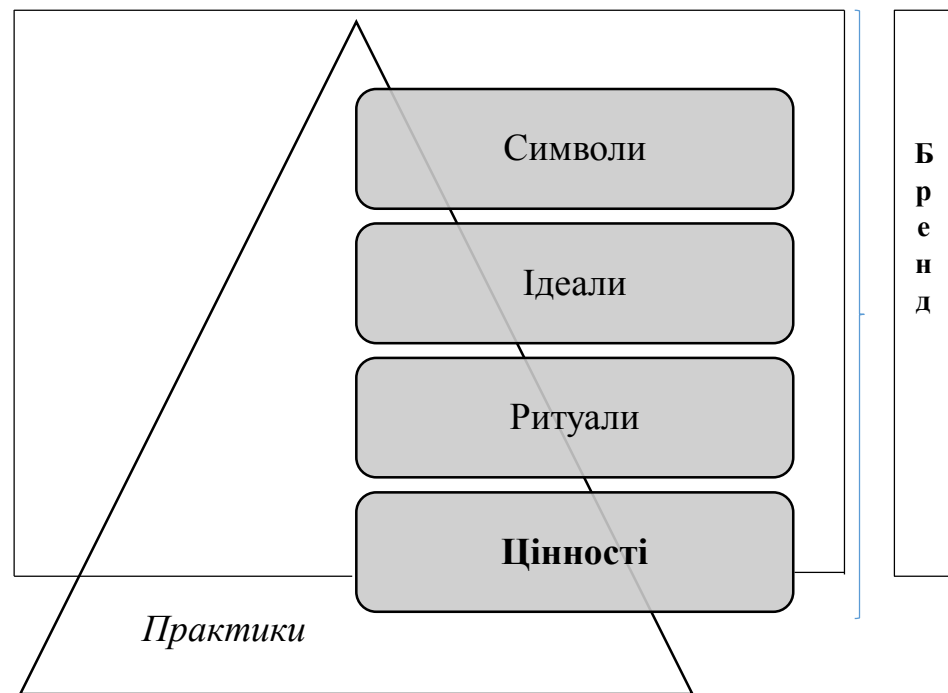 Символи
Ідеали
Ритуали
Цінності
Практики
Б
р
е
н
д